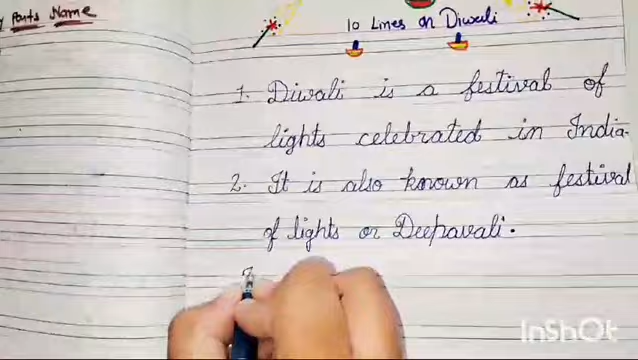 Parts Name
10 Lines on Diwali
1. Diwali is a festival of
lights celebrated in India.
2. It is also known as festival
of lights or Deepavali.
InShOt